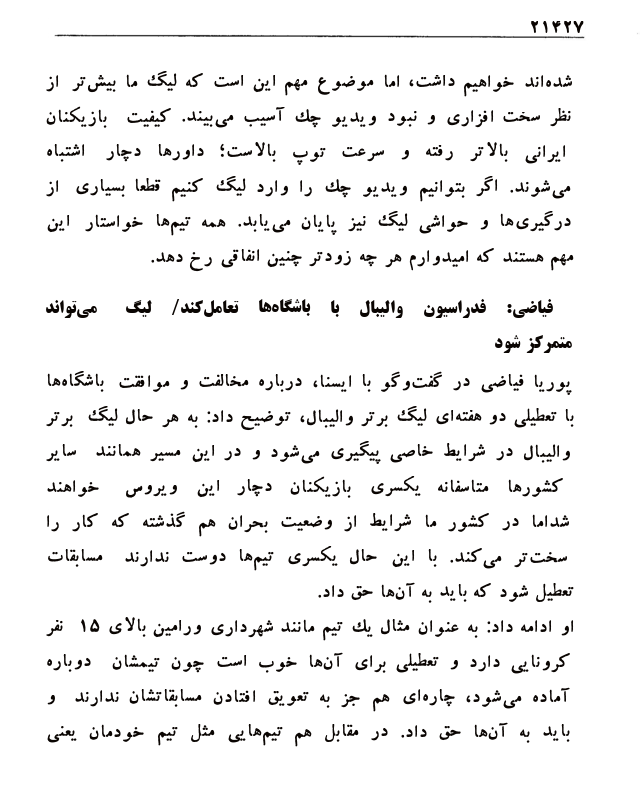 ۲۱۴۲۷
شده‌اند خواهیم داشت، اما موضوع مهم این است که لیگ ما بیش‌تر از
نظر سخت افزاری و نبود ویدیو چک آسیب می‌بیند. کیفیت بازیکنان
ایرانی بالاتر رفته و سرعت توپ بالاست؛ داورها دچار اشتباه
می‌شوند. اگر بتوانیم ویدیو چک را وارد لیگ کنیم قطعا بسیاری از
درگیری‌ها و حواشی لیگ نیز پایان می‌یابد. همه تیم‌ها خواستار این
مهم هستند که امیدوارم هر چه زودتر چنین اتفاقی رخ دهد.
فیاضی: فدراسیون والیبال با باشگاه‌ها تعامل‌کند/ لیگ می‌تواند
متمرکز شود
پوریا فیاضی در گفت‌وگو با ایسنا، درباره مخالفت و موافقت باشگاه‌ها
با تعطیلی دو هفته‌ای لیگ برتر والیبال، توضیح داد: به هر حال لیگ برتر
والیبال در شرایط خاصی پیگیری می‌شود و در این مسیر همانند سایر
کشورها متاسفانه یکسری بازیکنان دچار این ویروس خواهند
شداما در کشور ما شرایط از وضعیت بحران هم گذشته که کار را
سخت‌تر می‌کند. با این حال یکسری تیم‌ها دوست ندارند مسابقات
تعطیل شود که باید به آن‌ها حق داد.
او ادامه داد: به عنوان مثال یک تیم مانند شهرداری ورامین بالای ۱۵ نفر
کرونایی دارد و تعطیلی برای آن‌ها خوب است چون تیمشان دوباره
آماده می‌شود، چاره‌ای هم جز به تعویق افتادن مسابقاتشان ندارند و
باید به آن‌ها حق داد. در مقابل هم تیم‌هایی مثل تیم خودمان یعنی